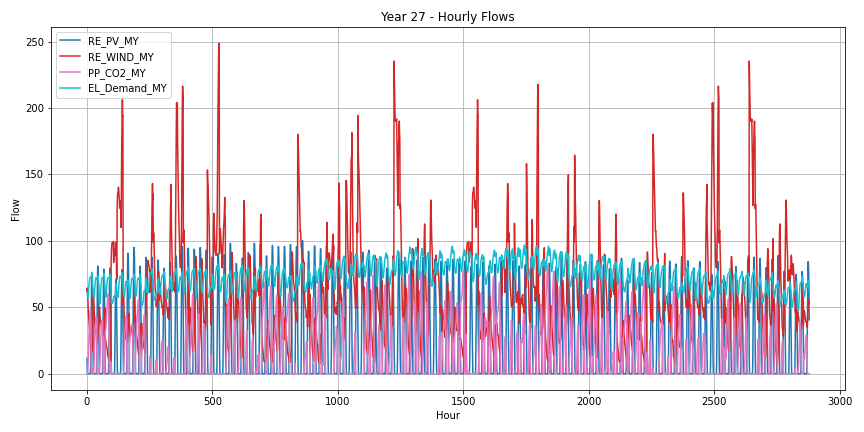 Year 27 - Hourly Flows
RE_PV_MY
RE_WIND_MY
PP_CO2_MY
EL_Demand_MY
250
200
150
100
50
0
Flow
0 500 1000 1500 2000 2500 3000
Hour